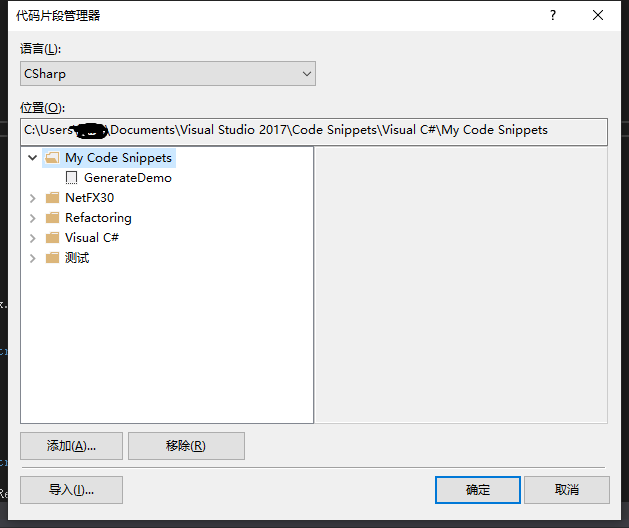 代码片段管理器
?
语言(L):
CSharp
位置(O):
C:\Users\ \Documents\Visual Studio 2017\Code Snippets\Visual C#\My Code Snippets
My Code Snippets
GenerateDemo
NetFX30
Refactoring
Visual C#
测试
添加(A)...
移除(R)
导入(I)...
确定
取消